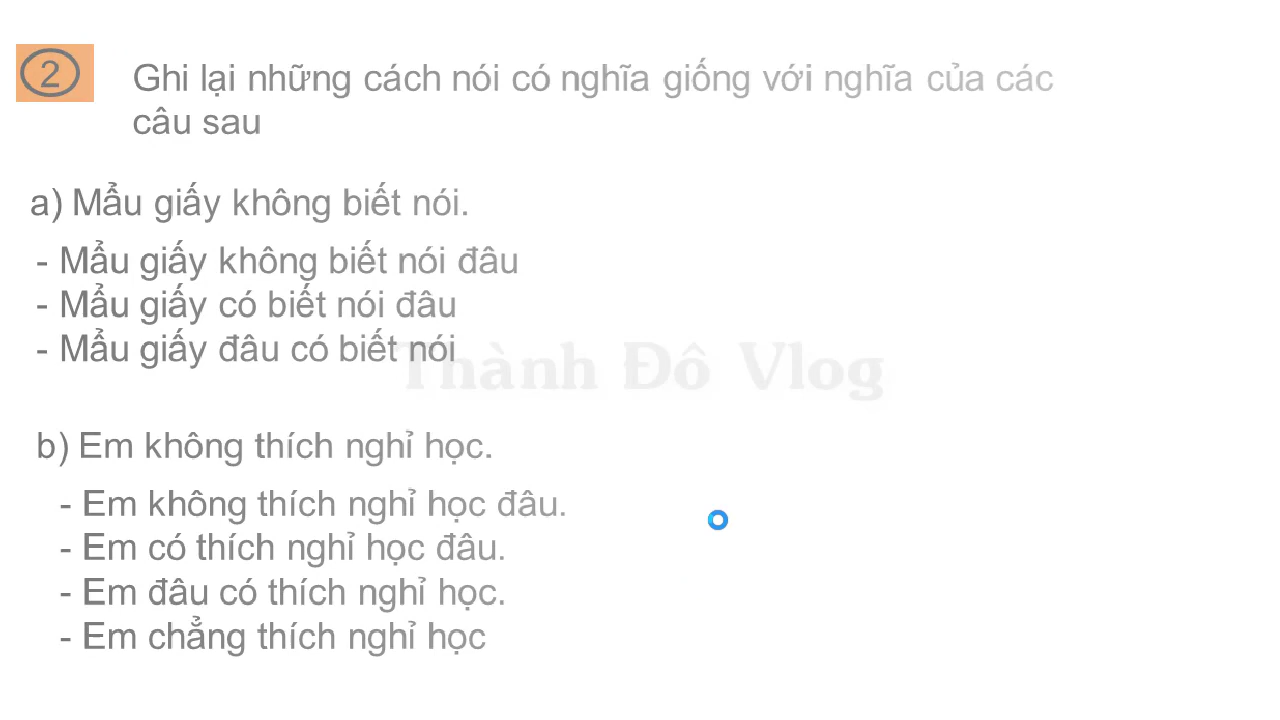 2
Ghi lại những cách nói có nghĩa giống với nghĩa của các
câu sau
a) Mẩu giấy không biết nói.
- Mẩu giấy không biết nói đâu
- Mẩu giấy có biết nói đâu
- Mẩu giấy đâu có biết nói
Thành Đô Vlog
b) Em không thích nghỉ học.
- Em không thích nghỉ học đâu.
- Em có thích nghỉ học đâu.
- Em đâu có thích nghỉ học.
- Em chẳng thích nghỉ học